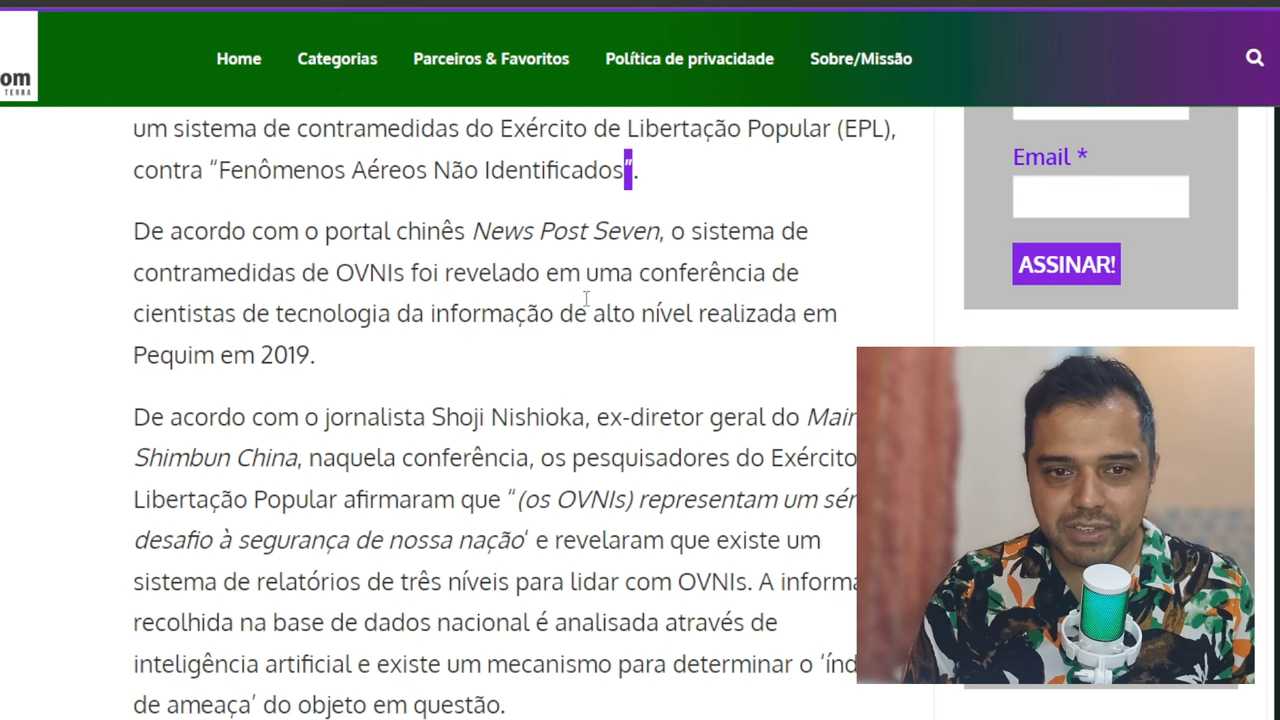 om
TERRA
Home Categorias Parceiros & Favoritos Política de privacidade Sobre/Missão
um sistema de contramedidas do Exército de Libertação Popular (EPL),
contra “Fenômenos Aéreos Não Identificados”.
De acordo com o portal chinês News Post Seven, o sistema de
contramedidas de OVNIs foi revelado em uma conferência de
cientistas de tecnologia da informação de alto nível realizada em
Pequim em 2019.
De acordo com o jornalista Shoji Nishioka, ex-diretor geral do
Shimbun China, naquela conferência, os pesquisadores do Exército
Libertação Popular afirmaram que “(os OVNIs) representam um
desafio à segurança de nossa nação‘ e revelaram que existe um
sistema de relatórios de três níveis para lidar com OVNIs. A
recolhida na base de dados nacional é analisada através de
inteligência artificial e existe um mecanismo para determinar o
de ameaça’ do objeto em questão.
Email *
ASSINAR!